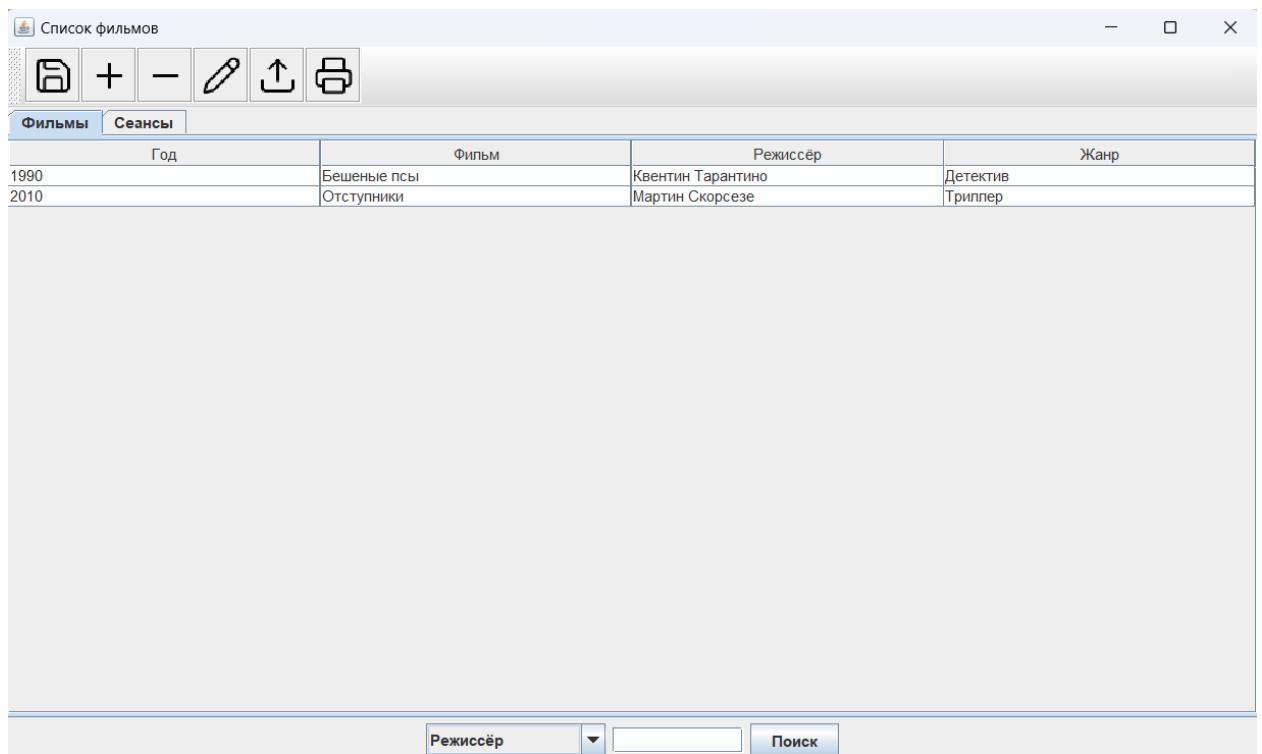 Список фильмов
Фильмы Сеансы
Год Фильм Режиссёр Жанр
1990 Бешеные псы Квентин Тарантино Детектив
2010 Отступники Мартин Скорсезе Триллер
Режиссёр Поиск